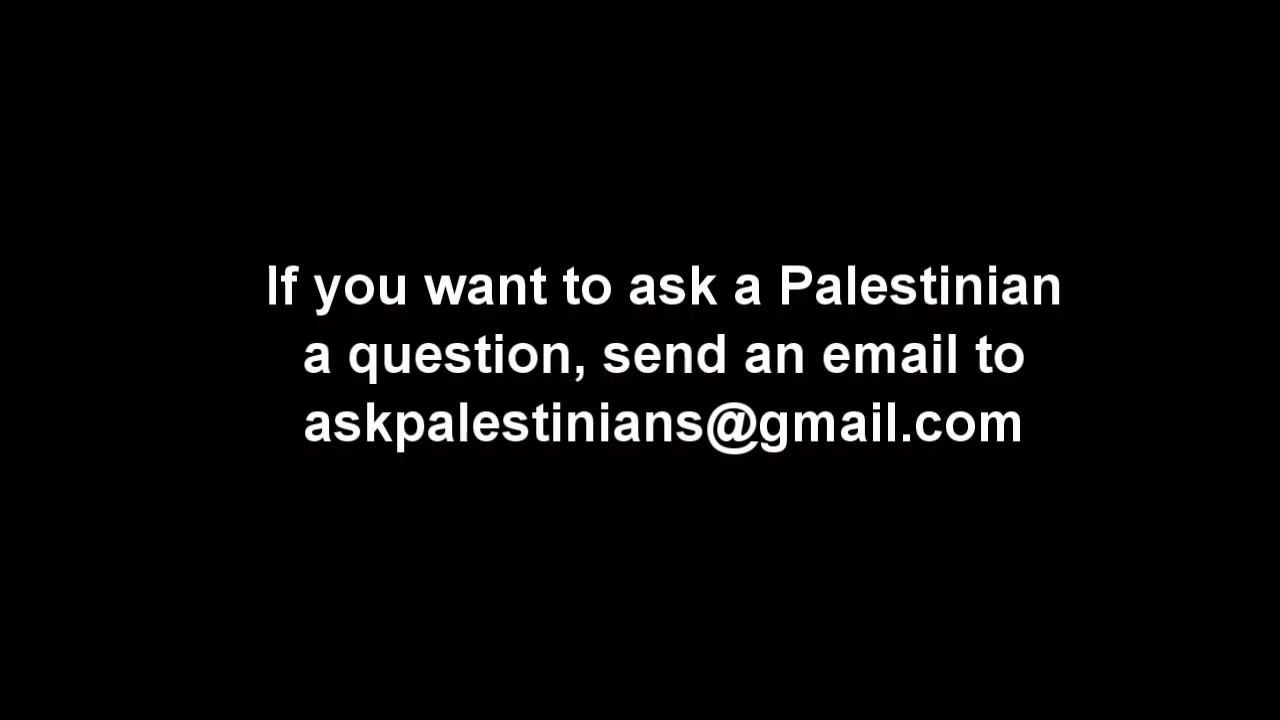 If you want to ask a Palestinian
a question, send an email to
askpalestinians@gmail.com